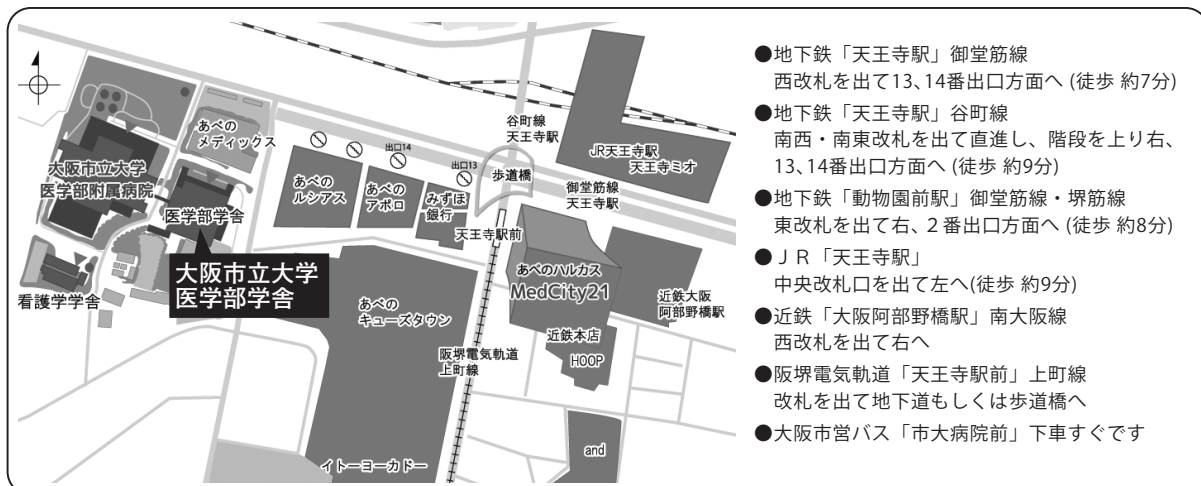 谷町線
天王寺駅
あべの
メディックス
JR天王寺駅
天王寺ミオ
出口14
出口13
歩道橋
大阪市立大学
医学部附属病院
あべの
ルシアス
あべの
アポロ
みずほ
銀行
御堂筋線
天王寺駅
医学部学舎
天王寺駅前
大阪市立大学
医学部学舎
あべのハルカス
MedCity21
看護学学舎
あべの
キューズタウン
近鉄大阪
阿部野橋駅
近鉄本店
HOOP
阪堺電気軌道
上町線
and
イトーヨーカドー
●地下鉄「天王寺駅」御堂筋線
西改札を出て13、14番出口方面へ (徒歩 約7分)
●地下鉄「天王寺駅」谷町線
南西・南東改札を出て直進し、階段を上り右、
13、14番出口方面へ (徒歩 約9分)
●地下鉄「動物園前駅」御堂筋線・堺筋線
東改札を出て右、２番出口方面へ (徒歩 約8分)
●ＪＲ「天王寺駅」
中央改札口を出て左へ(徒歩 約9分)
●近鉄「大阪阿部野橋駅」南大阪線
西改札を出て右へ
●阪堺電気軌道「天王寺駅前」上町線
改札を出て地下道もしくは歩道橋へ
●大阪市営バス「市大病院前」下車すぐです